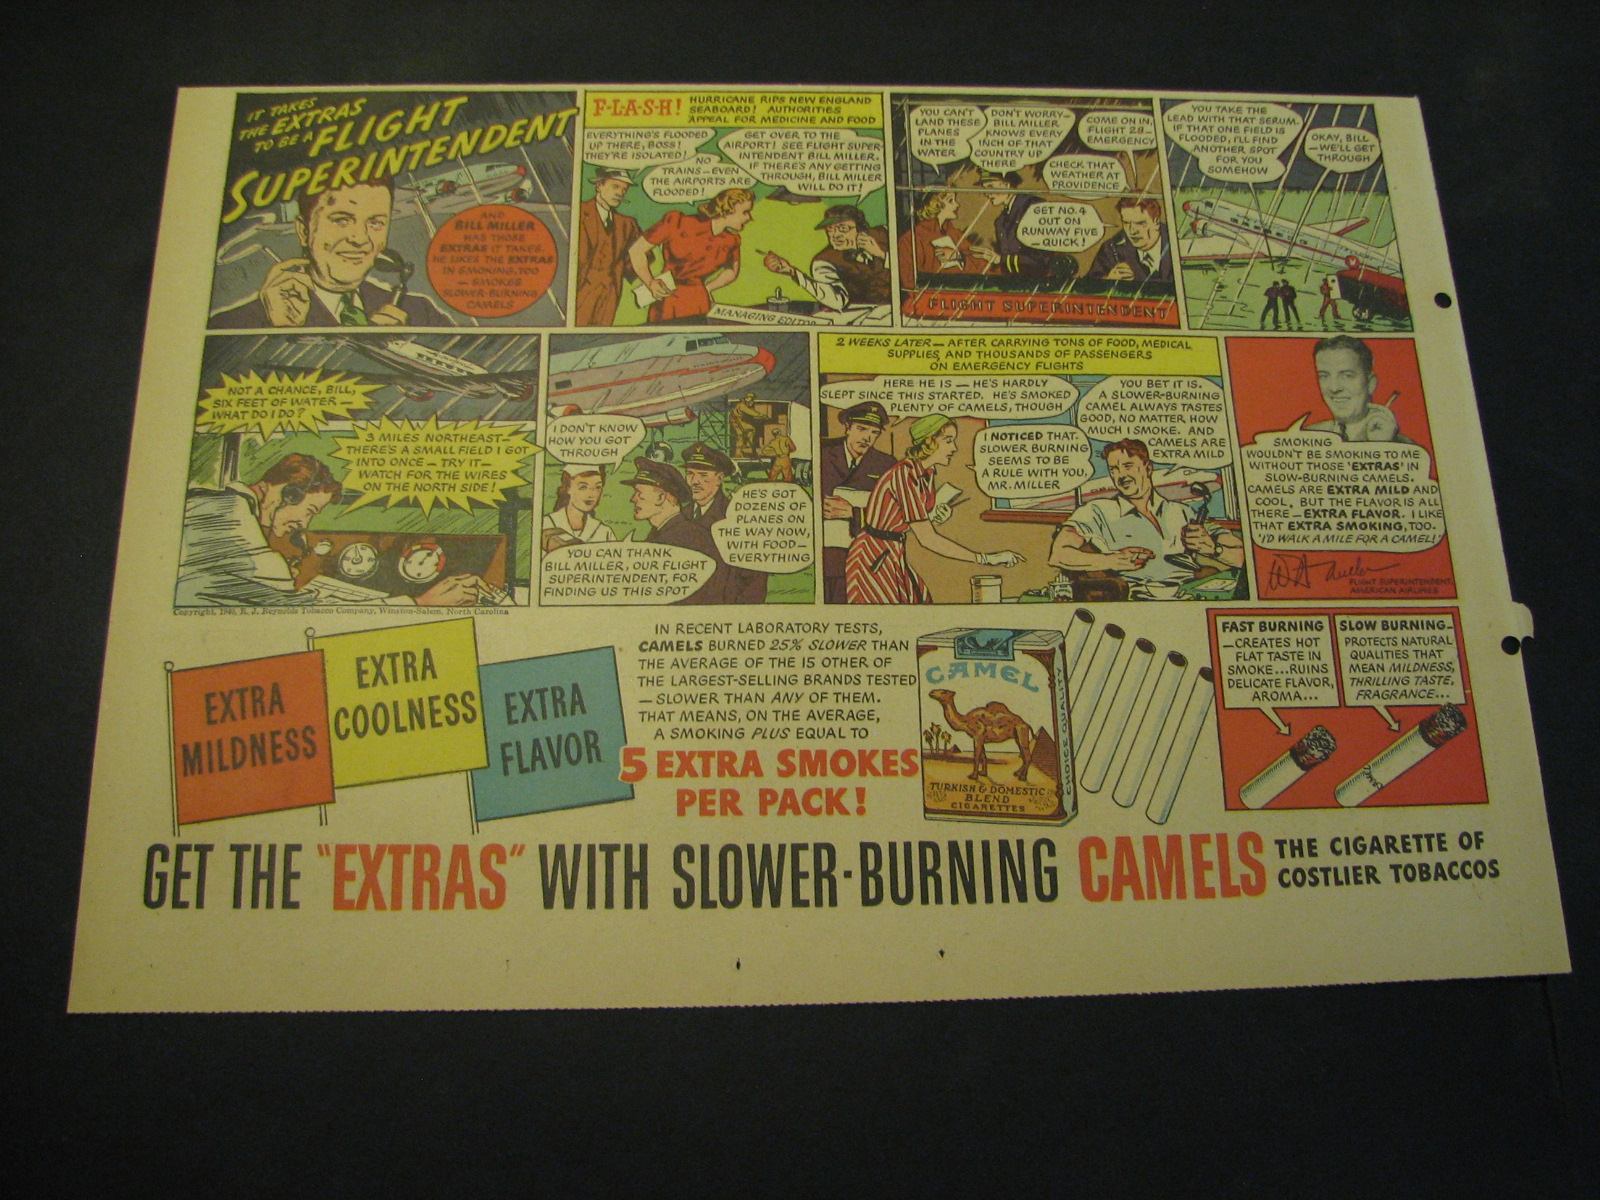 IT TAKES
THE EXTRAS
TO BE A FLIGHT
SUPERINTENDENT
AND
BILL MILLER
HAS THOSE
EXTRAS IT TAKES.
HE LIKES THE EXTRAS
IN SMOKING, TOO
— SMOKES
SLOWER-BURNING
CAMELS
F-L-A-S-H! HURRICANE RIPS NEW ENGLAND
SEABOARD! AUTHORITIES
APPEAL FOR MEDICINE AND FOOD
EVERYTHING'S FLOODED
UP THERE, BOSS!
THEY'RE ISOLATED!
NO
TRAINS—EVEN
THE AIRPORTS ARE
FLOODED!
GET OVER TO THE
AIRPORT! SEE FLIGHT SUPER-
INTENDENT BILL MILLER.
IF THERE'S ANY GETTING
THROUGH, BILL MILLER
WILL DO IT!
MANAGING EDITOR
YOU CAN'T
LAND THESE
PLANES
IN THE
WATER
DON'T WORRY—
BILL MILLER
KNOWS EVERY
INCH OF THAT
COUNTRY UP
THERE
COME ON IN,
FLIGHT 28—
EMERGENCY
CHECK THAT
WEATHER AT
PROVIDENCE
GET NO. 4
OUT ON
RUNWAY FIVE
—QUICK!
FLIGHT SUPERINTENDENT
YOU TAKE THE
LEAD WITH THAT SERUM.
IF THAT ONE FIELD IS
FLOODED, I'LL FIND
ANOTHER SPOT
FOR YOU
SOMEHOW
OKAY, BILL
—WE'LL GET
THROUGH
NOT A CHANCE, BILL,
SIX FEET OF WATER—
WHAT DO I DO?
3 MILES NORTHEAST—
THERE'S A SMALL FIELD I GOT
INTO ONCE—TRY IT—
WATCH FOR THE WIRES
ON THE NORTH SIDE!
I DON'T KNOW
HOW YOU GOT
THROUGH
YOU CAN THANK
BILL MILLER, OUR FLIGHT
SUPERINTENDENT, FOR
FINDING US THIS SPOT
HE'S GOT
DOZENS OF
PLANES ON
THE WAY NOW,
WITH FOOD—
EVERYTHING
2 WEEKS LATER—AFTER CARRYING TONS OF FOOD, MEDICAL
SUPPLIES, AND THOUSANDS OF PASSENGERS
ON EMERGENCY FLIGHTS
HERE HE IS—HE'S HARDLY
SLEPT SINCE THIS STARTED. HE'S SMOKED
PLENTY OF CAMELS, THOUGH
I NOTICED THAT.
SLOWER BURNING
SEEMS TO BE
A RULE WITH YOU,
MR. MILLER
YOU BET IT IS.
A SLOWER-BURNING
CAMEL ALWAYS TASTES
GOOD, NO MATTER HOW
MUCH I SMOKE. AND
CAMELS ARE
EXTRA MILD
SMOKING
WOULDN'T BE SMOKING TO ME
WITHOUT THOSE 'EXTRAS' IN
SLOW-BURNING CAMELS.
CAMELS ARE EXTRA MILD AND
COOL, BUT THE FLAVOR IS ALL
THERE—EXTRA FLAVOR. I LIKE
THAT EXTRA SMOKING, TOO.
'I'D WALK A MILE FOR A CAMEL!'
W H Miller
FLIGHT SUPERINTENDENT
AMERICAN AIRLINES
Copyright, 1940, R. J. Reynolds Tobacco Company, Winston-Salem, North Carolina
EXTRA
MILDNESS
EXTRA
COOLNESS
EXTRA
FLAVOR
IN RECENT LABORATORY TESTS,
CAMELS BURNED 25% SLOWER THAN
THE AVERAGE OF THE 15 OTHER OF
THE LARGEST-SELLING BRANDS TESTED
—SLOWER THAN ANY OF THEM.
THAT MEANS, ON THE AVERAGE,
A SMOKING PLUS EQUAL TO
5 EXTRA SMOKES
PER PACK!
CAMEL
TURKISH & DOMESTIC
BLEND
CIGARETTES
CHOICE QUALITY
FAST BURNING
—CREATES HOT
FLAT TASTE IN
SMOKE...RUINS
DELICATE FLAVOR,
AROMA...
SLOW BURNING—
PROTECTS NATURAL
QUALITIES THAT
MEAN MILDNESS,
THRILLING TASTE,
FRAGRANCE...
CAMEL
GET THE "EXTRAS" WITH SLOWER-BURNING CAMELS
THE CIGARETTE OF
COSTLIER TOBACCOS